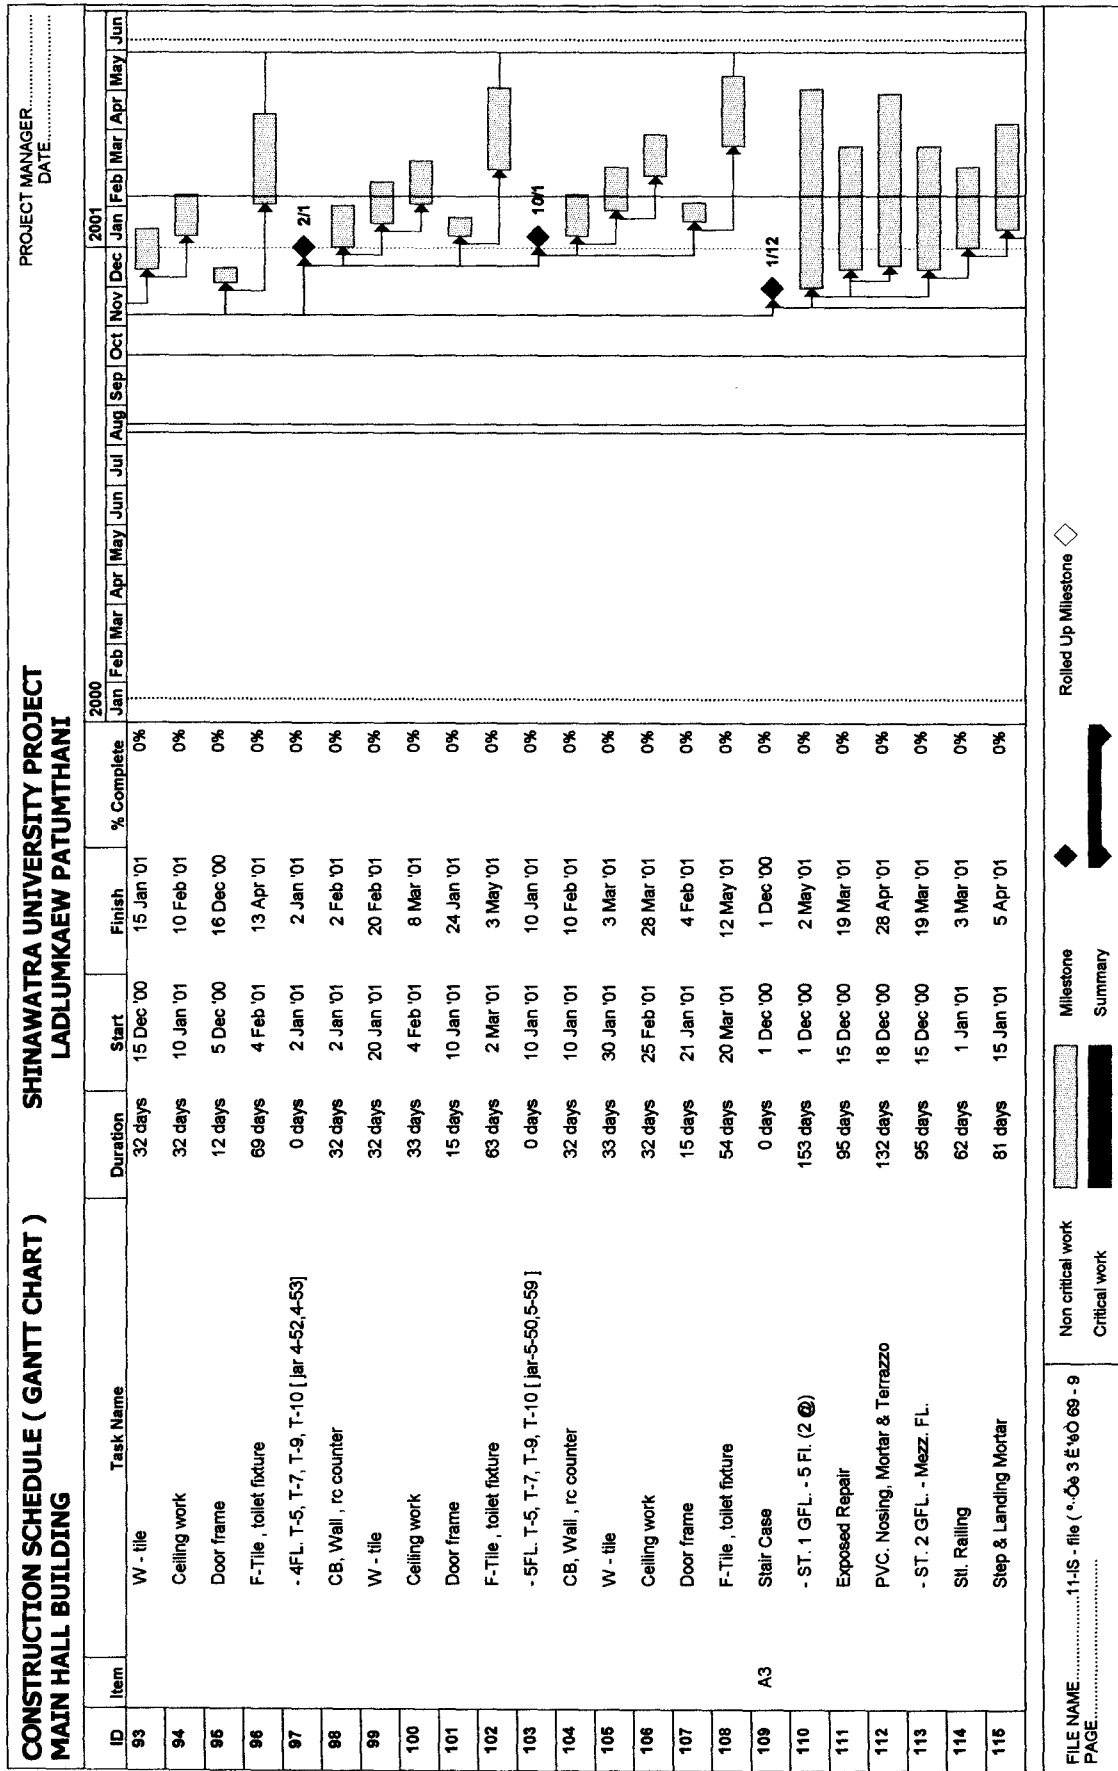 CONSTRUCTION SCHEDULE ( GANTT CHART ) SHINAWATRA UNIVERSITY PROJECT PROJECT MANAGER
MAIN HALL BUILDING LADLUMKAEW PATUMTHANI DATE
2000 2001
ID Item Task Name Duration Start Finish % Complete Jan Feb Mar Apr May Jun Jul Aug Sep Oct Nov Dec Jan Feb Mar Apr May Jun
93 W - tile 32 days 15 Dec '00 15 Jan '01 0%
94 Ceiling work 32 days 10 Jan '01 10 Feb '01 0%
95 Door frame 12 days 5 Dec '00 16 Dec '00 0%
96 F-Tile , toilet fixture 69 days 4 Feb '01 13 Apr '01 0%
97 - 4FL. T-5, T-7, T-9, T-10 [ jar 4-52,4-53] 0 days 2 Jan '01 2 Jan '01 0% 2/1
98 CB, Wall , rc counter 32 days 2 Jan '01 2 Feb '01 0%
99 W - tile 32 days 20 Jan '01 20 Feb '01 0%
100 Ceiling work 33 days 4 Feb '01 8 Mar '01 0%
101 Door frame 15 days 10 Jan '01 24 Jan '01 0%
102 F-Tile , toilet fixture 63 days 2 Mar '01 3 May '01 0%
103 - 5FL. T-5, T-7, T-9, T-10 [ jar-5-50,5-59 ] 0 days 10 Jan '01 10 Jan '01 0% 10/1
104 CB, Wall , rc counter 32 days 10 Jan '01 10 Feb '01 0%
105 W - tile 33 days 30 Jan '01 3 Mar '01 0%
106 Ceiling work 32 days 25 Feb '01 28 Mar '01 0%
107 Door frame 15 days 21 Jan '01 4 Feb '01 0%
108 F-Tile , toilet fixture 54 days 20 Mar '01 12 May '01 0%
109 A3 Stair Case 0 days 1 Dec '00 1 Dec '00 0% 1/12
110 - ST. 1 GFL. - 5 Fl. (2 @) 153 days 1 Dec '00 2 May '01 0%
111 Exposed Repair 95 days 15 Dec '00 19 Mar '01 0%
112 PVC. Nosing, Mortar & Terrazzo 132 days 18 Dec '00 28 Apr '01 0%
113 - ST. 2 GFL. - Mezz. FL. 95 days 15 Dec '00 19 Mar '01 0%
114 Stl. Railing 62 days 1 Jan '01 3 Mar '01 0%
115 Step & Landing Mortar 81 days 15 Jan '01 5 Apr '01 0%
FILE NAME 11-IS - file ( 69 - 9 Non critical work Milestone Rolled Up Milestone
PAGE Critical work Summary